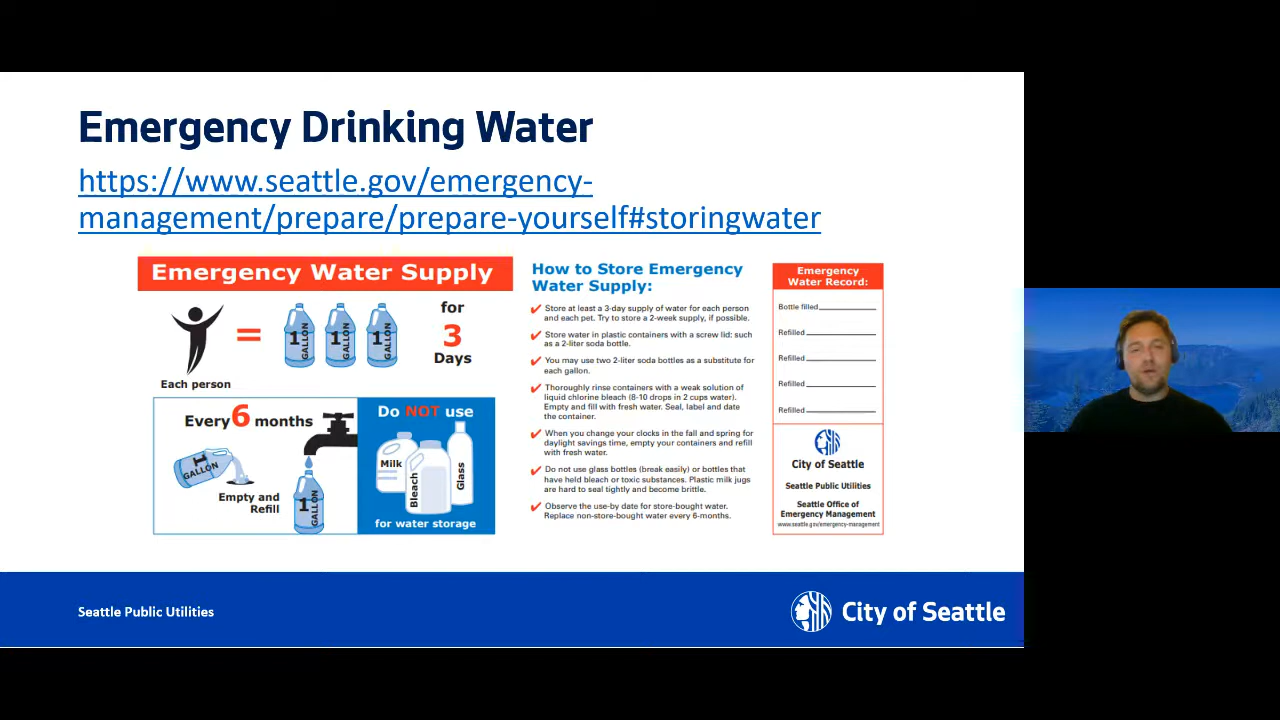 Emergency Drinking Water
https://www.seattle.gov/emergency-
management/prepare/prepare-yourself#storingwater
Emergency Water Supply
Each person
=
1 GALLON
1 GALLON
1 GALLON
for
3
Days
Every 6 months
1 GALLON
Empty and
Refill
1 GALLON
Do NOT use
Milk
Bleach
Glass
for water storage
How to Store Emergency
Water Supply:
Store at least a 3-day supply of water for each person
and each pet. Try to store a 2-week supply, if possible.
Store water in plastic containers with a screw lid: such
as a 2-liter soda bottle.
You may use two 2-liter soda bottles as a substitute for
each gallon.
Thoroughly rinse containers with a weak solution of
liquid chlorine bleach (8-10 drops in 2 cups water).
Empty and fill with fresh water. Seal, label and date
the container.
When you change your clocks in the fall and spring for
daylight savings time, empty your containers and refill
with fresh water.
Do not use glass bottles (break easily) or bottles that
have held bleach or toxic substances. Plastic milk jugs
are hard to seal tightly and become brittle.
Observe the use-by date for store-bought water.
Replace non-store-bought water every 6-months.
Emergency
Water Record:
Bottle filled
Refilled
Refilled
Refilled
Refilled
City of Seattle
Seattle Public Utilities
Seattle Office of
Emergency Management
www.seattle.gov/emergency-management
Seattle Public Utilities
City of Seattle